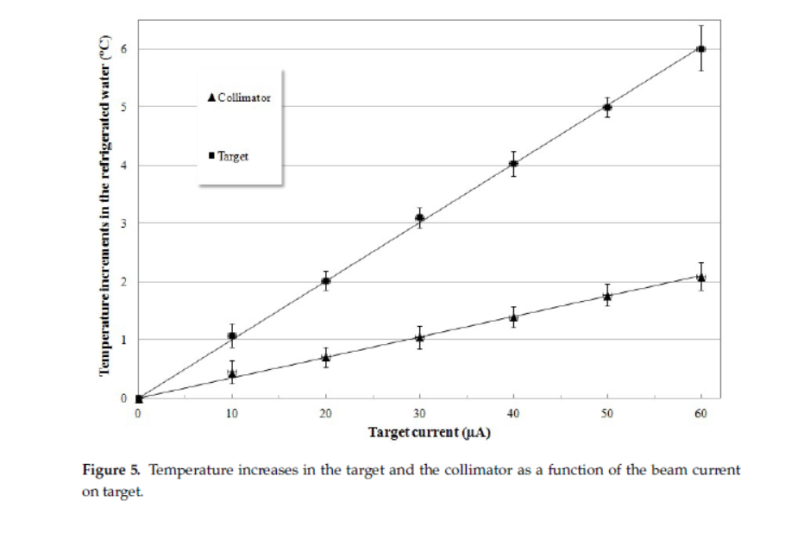 Temperature increments in the refrigerated water (°C)
6
5
4
3
2
1
0
Collimator
Target
0 10 20 30 40 50 60
Target current (µA)
Figure 5. Temperature increases in the target and the collimator as a function of the beam current
on target.